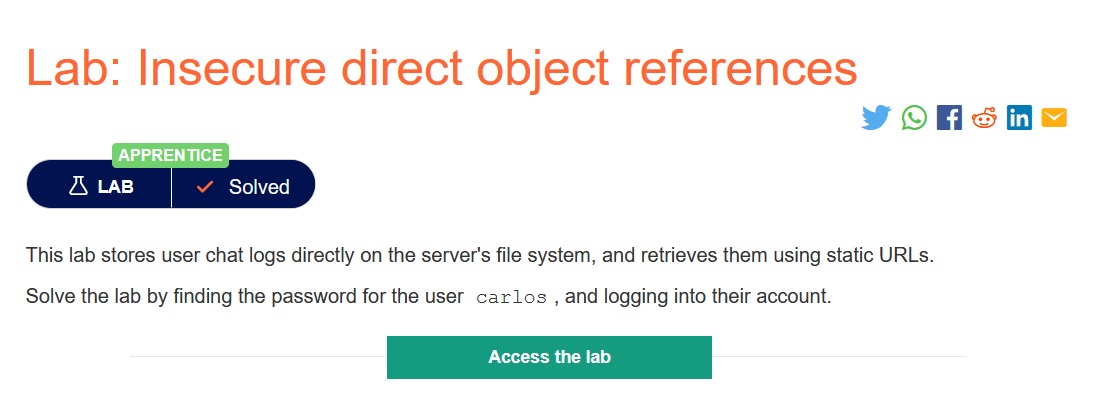 Lab: Insecure direct object references
APPRENTICE
LAB Solved
This lab stores user chat logs directly on the server's file system, and retrieves them using static URLs.
Solve the lab by finding the password for the user carlos , and logging into their account.
Access the lab